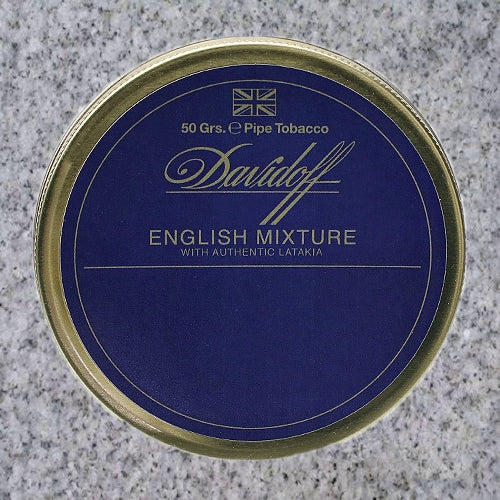 50 Grs. ℮ Pipe Tobacco
Davidoff
ENGLISH MIXTURE
WITH AUTHENTIC LATAKIA